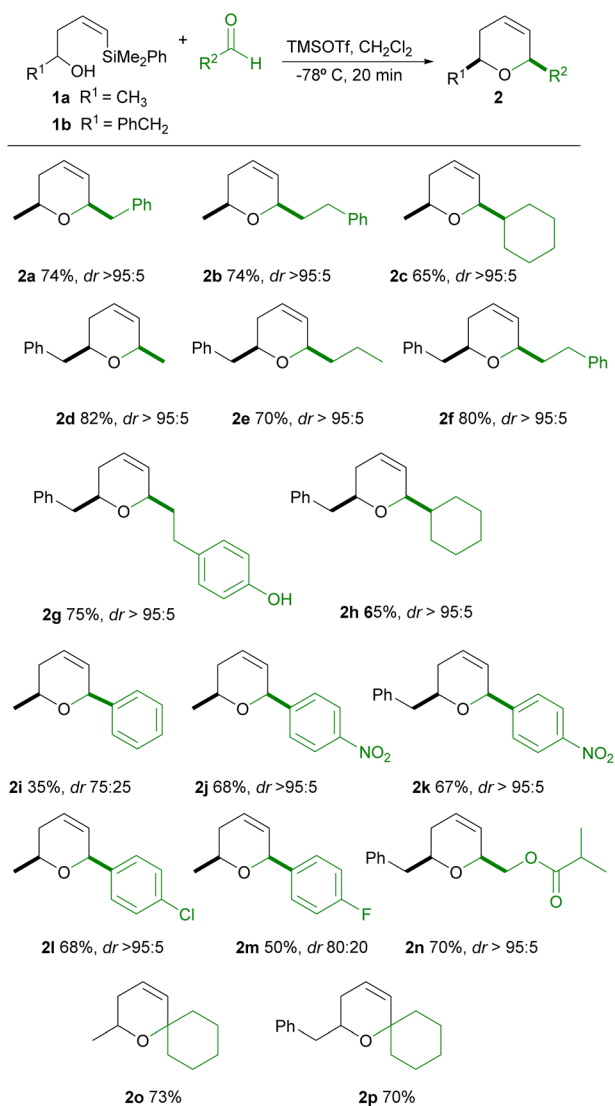 OH
R¹
SiMe2Ph
+
O
R²
H
TMSOTf, CH2Cl2
-78º C, 20 min
R¹
O
R²
1a R¹ = CH3
2
1b R¹ = PhCH2
O
Ph
O
Ph
O
2a 74%, dr >95:5
2b 74%, dr >95:5
2c 65%, dr >95:5
Ph
O
Ph
O
Ph
O
Ph
2d 82%, dr > 95:5
2e 70%, dr > 95:5
2f 80%, dr > 95:5
Ph
O
OH
Ph
O
2g 75%, dr > 95:5
2h 65%, dr > 95:5
O
O
NO2
Ph
O
NO2
2i 35%, dr 75:25
2j 68%, dr >95:5
2k 67%, dr > 95:5
O
Cl
O
F
Ph
O
O
O
2l 68%, dr >95:5
2m 50%, dr 80:20
2n 70%, dr > 95:5
O
Ph
O
2o 73%
2p 70%